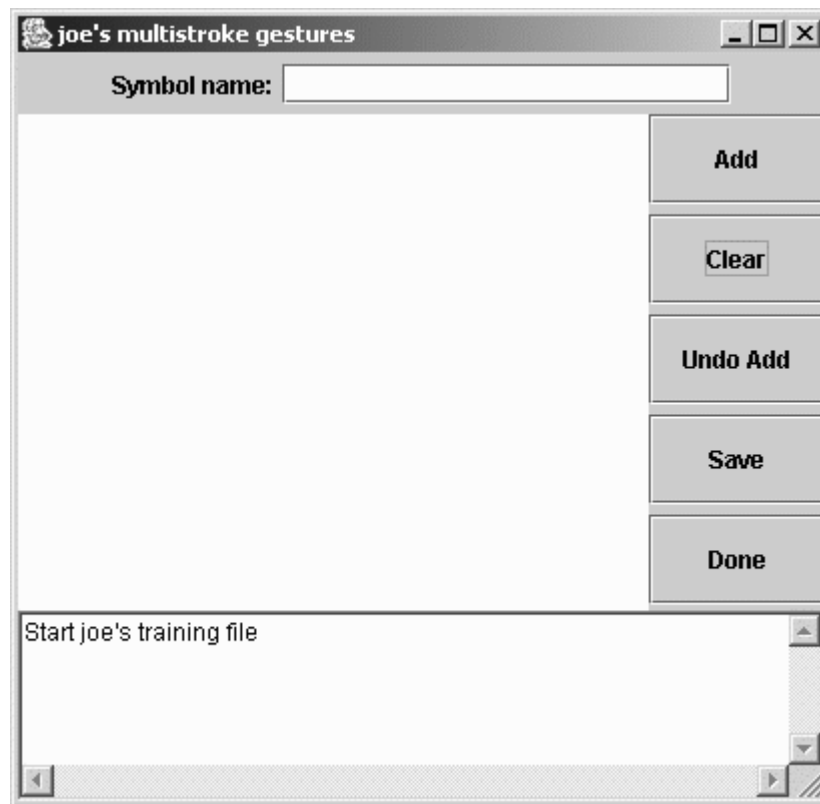 joe's multistroke gestures
Symbol name:
Add
Clear
Undo Add
Save
Done
Start joe's training file